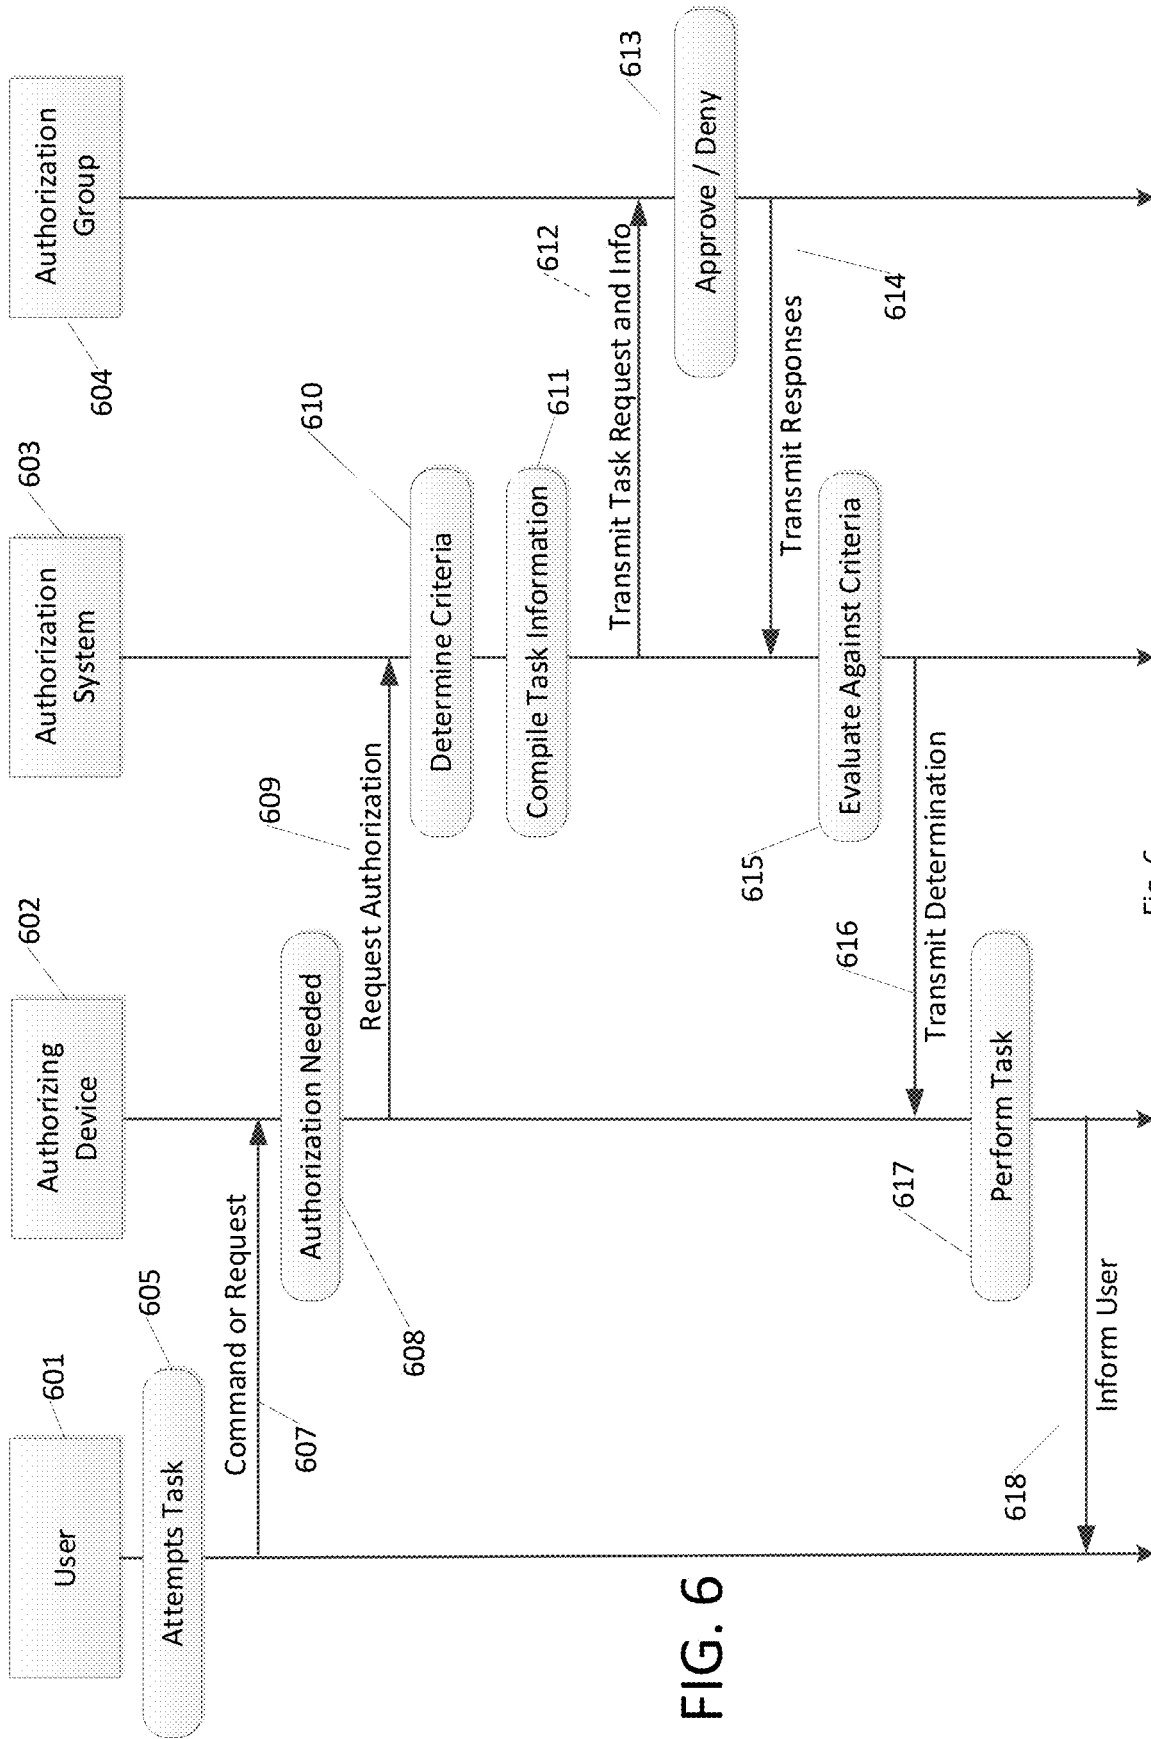 User
601
Authorizing
Device
602
Authorization
System
603
Authorization
Group
604
Attempts Task
605
Command or Request
607
Authorization Needed
608
Request Authorization
609
Determine Criteria
610
Compile Task Information
611
Transmit Task Request and Info
612
Approve / Deny
613
Transmit Responses
614
Evaluate Against Criteria
615
Transmit Determination
616
Perform Task
617
Inform User
618
FIG. 6